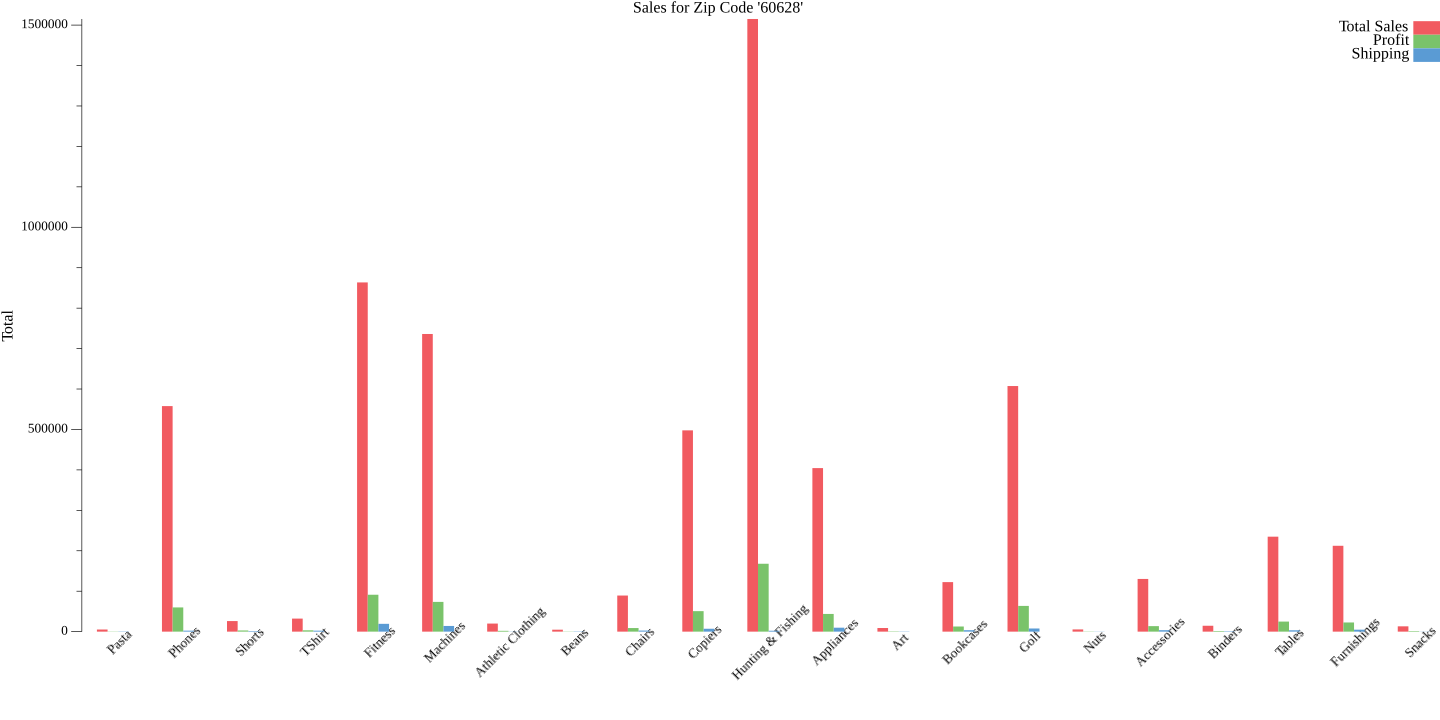 Sales for Zip Code '60628'
Total Sales
Profit
Shipping
Total
1500000
1000000
500000
0
Pasta
Phones
Shorts
TShirt
Fitness
Machines
Athletic Clothing
Beans
Chairs
Copiers
Hunting & Fishing
Appliances
Art
Bookcases
Golf
Nuts
Accessories
Binders
Tables
Furnishings
Snacks